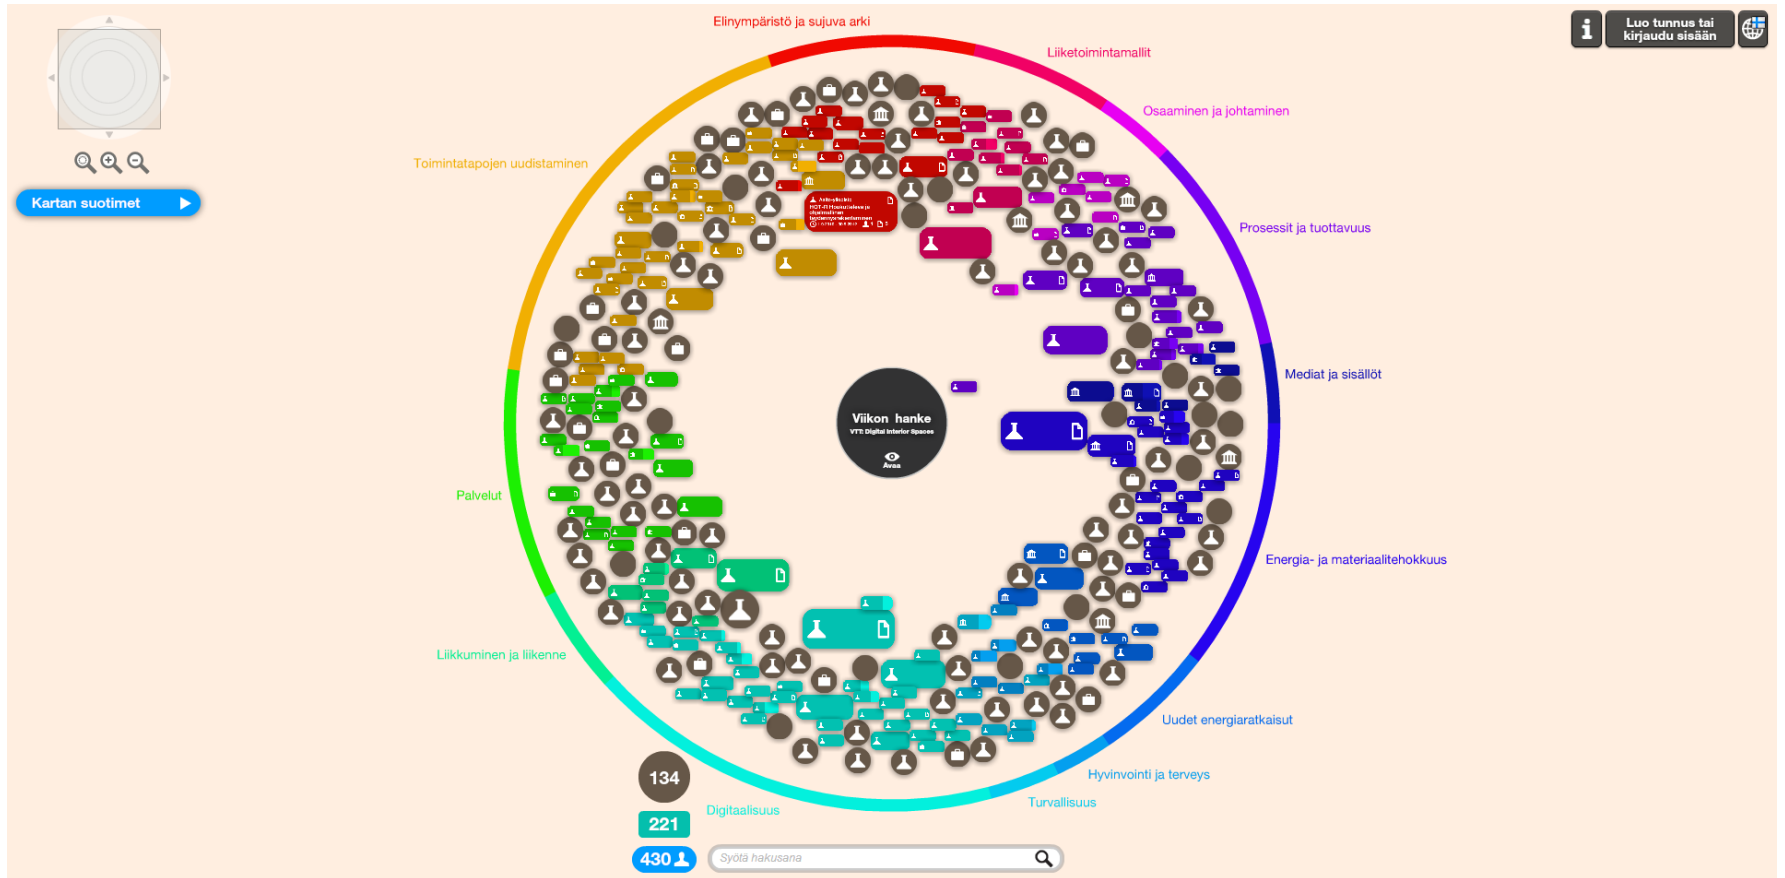 Elinympäristö ja sujuva arki
Liiketoimintamallit
Luo tunnus tai
kirjaudu sisään
Osaaminen ja johtaminen
Toimintatapojen uudistaminen
Kartan suotimet
Prosessit ja tuottavuus
Mediat ja sisällöt
Viikon hanke
VTT: Digital Interior Spaces
Avaa
Palvelut
Energia- ja materiaalitehokkuus
Liikkuminen ja liikenne
Uudet energiaratkaisut
Hyvinvointi ja terveys
Turvallisuus
Digitaalisuus
134
221
430
Syötä hakusana